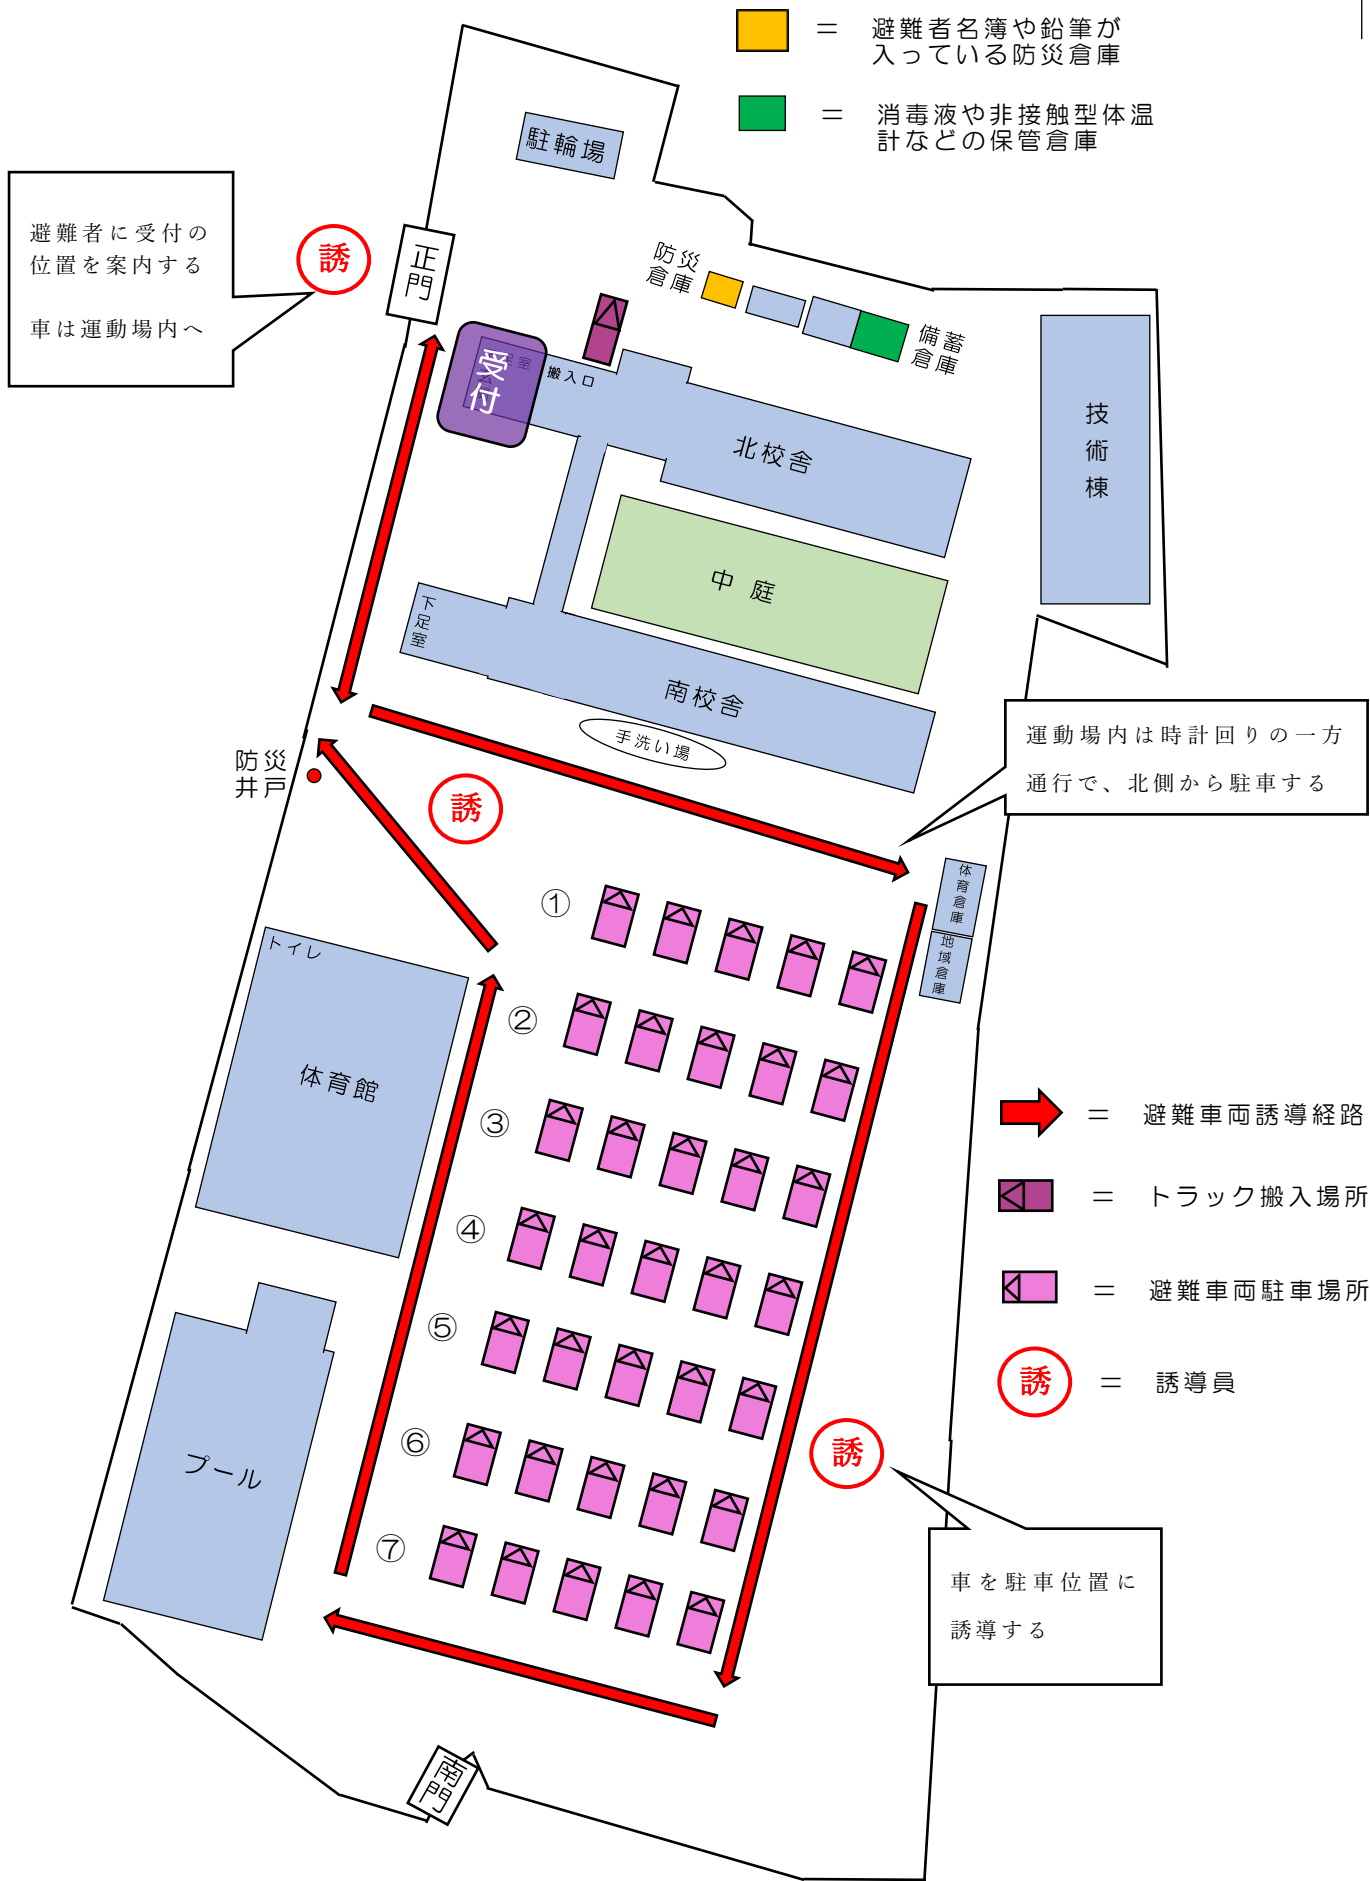 ＝ 避難者名簿や鉛筆が
入っている防災倉庫
＝ 消毒液や非接触型体温
計などの保管倉庫
駐輪場
避難者に受付の
位置を案内する
車は運動場内へ
誘
正門
防災
倉庫
備蓄
倉庫
受付
搬入口
北校舎
技術棟
中庭
下足室
南校舎
手洗い場
運動場内は時計回りの一方
通行で、北側から駐車する
防災
井戸
誘
体育倉庫
地域倉庫
①
トイレ
②
体育館
③
④
⑤
⑥
⑦
プール
＝ 避難車両誘導経路
＝ トラック搬入場所
＝ 避難車両駐車場所
誘 ＝ 誘導員
誘
車を駐車位置に
誘導する
南門